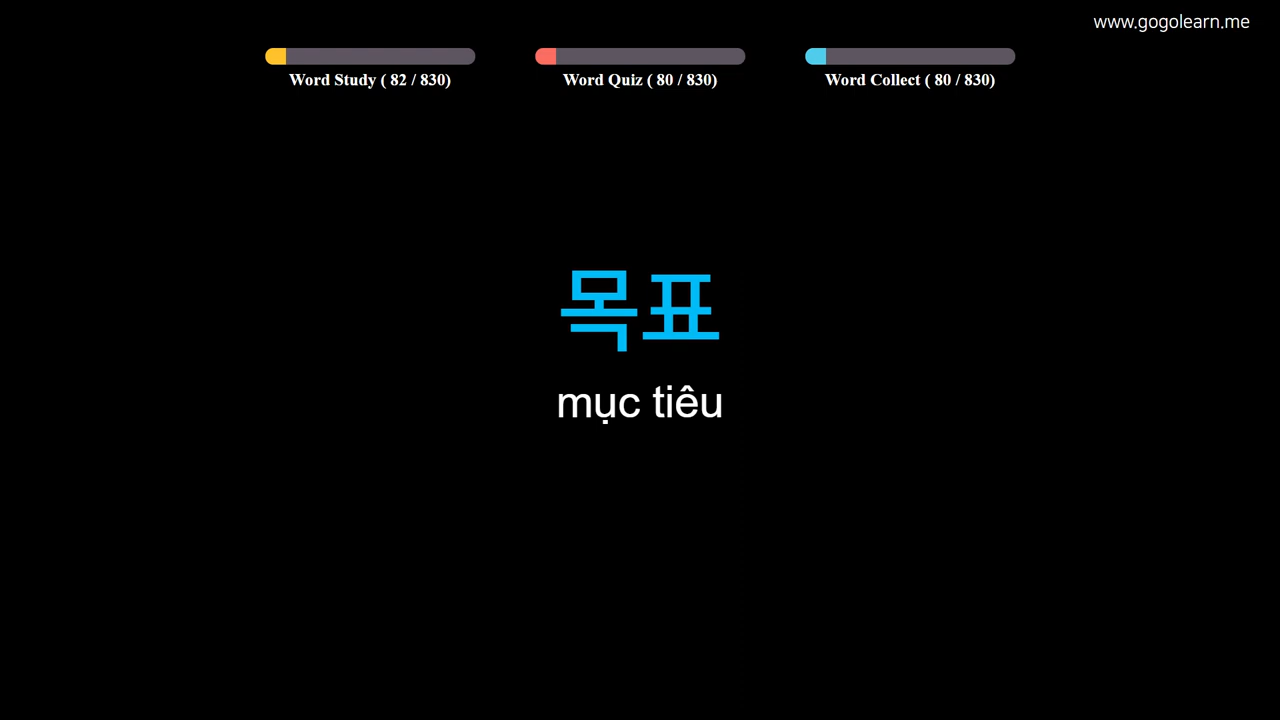 www.gogolearn.me
Word Study ( 82 / 830)
Word Quiz ( 80 / 830)
Word Collect ( 80 / 830)
목표
mục tiêu